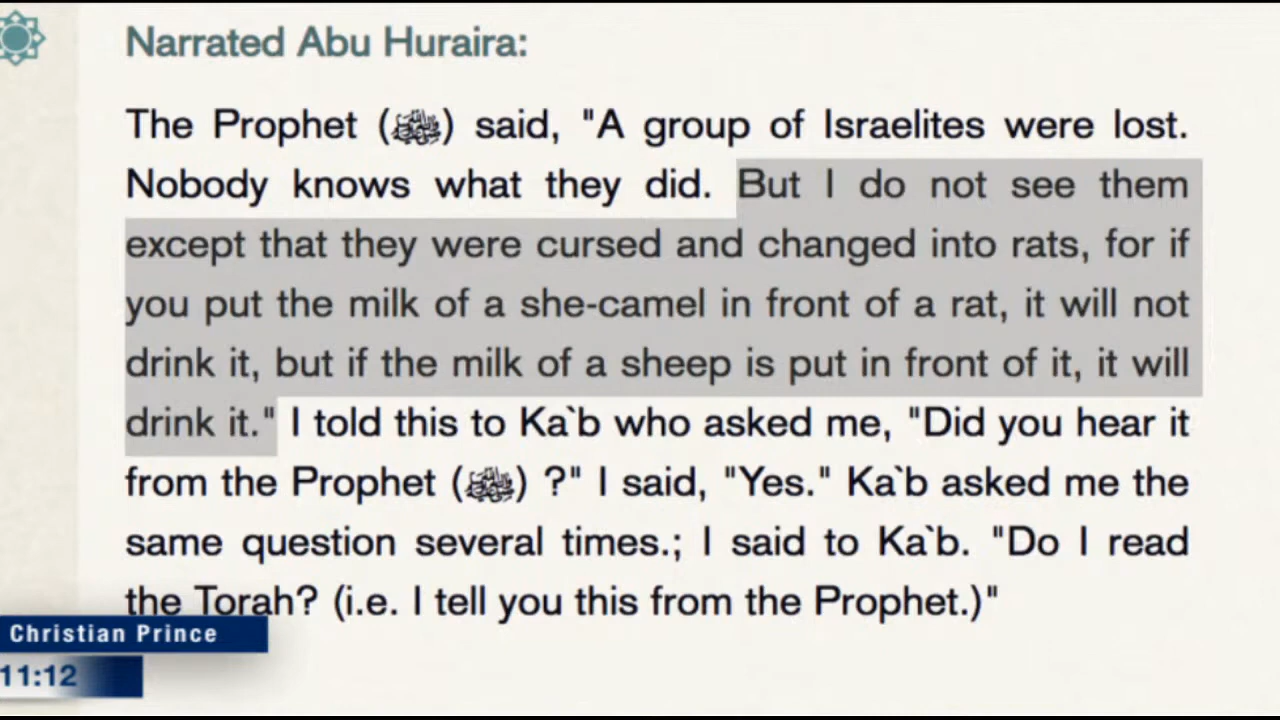 Narrated Abu Huraira:
The Prophet (ﷺ) said, "A group of Israelites were lost.
Nobody knows what they did. But I do not see them
except that they were cursed and changed into rats, for if
you put the milk of a she-camel in front of a rat, it will not
drink it, but if the milk of a sheep is put in front of it, it will
drink it." I told this to Ka`b who asked me, "Did you hear it
from the Prophet (ﷺ) ?" I said, "Yes." Ka`b asked me the
same question several times.; I said to Ka`b. "Do I read
the Torah? (i.e. I tell you this from the Prophet.)"
Christian Prince
11:12